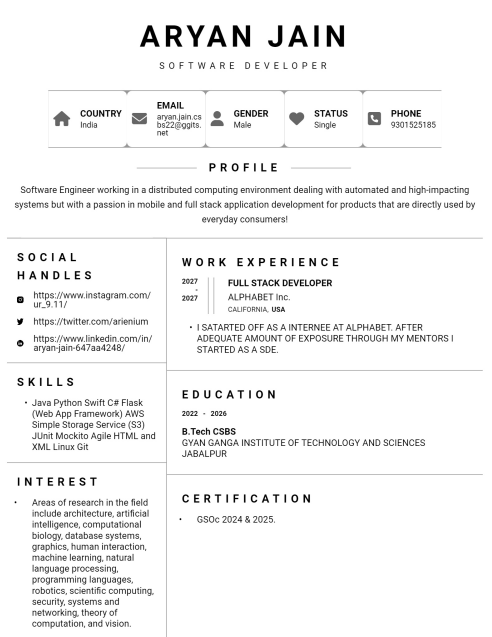 ARYAN JAIN
SOFTWARE DEVELOPER
COUNTRY
India
EMAIL
aryan.jain.cs
bs22@ggits.
net
GENDER
Male
STATUS
Single
PHONE
9301525185
PROFILE
Software Engineer working in a distributed computing environment dealing with automated and high-impacting
systems but with a passion in mobile and full stack application development for products that are directly used by
everyday consumers!
SOCIAL
HANDLES
https://www.instagram.com/
ur_9.11/
https://twitter.com/arienium
https://www.linkedin.com/in/
aryan-jain-647aa4248/
SKILLS
• Java Python Swift C# Flask
(Web App Framework) AWS
Simple Storage Service (S3)
JUnit Mockito Agile HTML and
XML Linux Git
INTEREST
• Areas of research in the field
include architecture, artificial
intelligence, computational
biology, database systems,
graphics, human interaction,
machine learning, natural
language processing,
programming languages,
robotics, scientific computing,
security, systems and
networking, theory of
computation, and vision.
WORK EXPERIENCE
2027
-
2027
FULL STACK DEVELOPER
ALPHABET Inc.
CALIFORNIA, USA
• I SATARTED OFF AS A INTERNEE AT ALPHABET. AFTER
ADEQUATE AMOUNT OF EXPOSURE THROUGH MY MENTORS I
STARTED AS A SDE.
EDUCATION
2022 - 2026
B.Tech CSBS
GYAN GANGA INSTITUTE OF TECHNOLOGY AND SCIENCES
JABALPUR
CERTIFICATION
• GSOc 2024 & 2025.